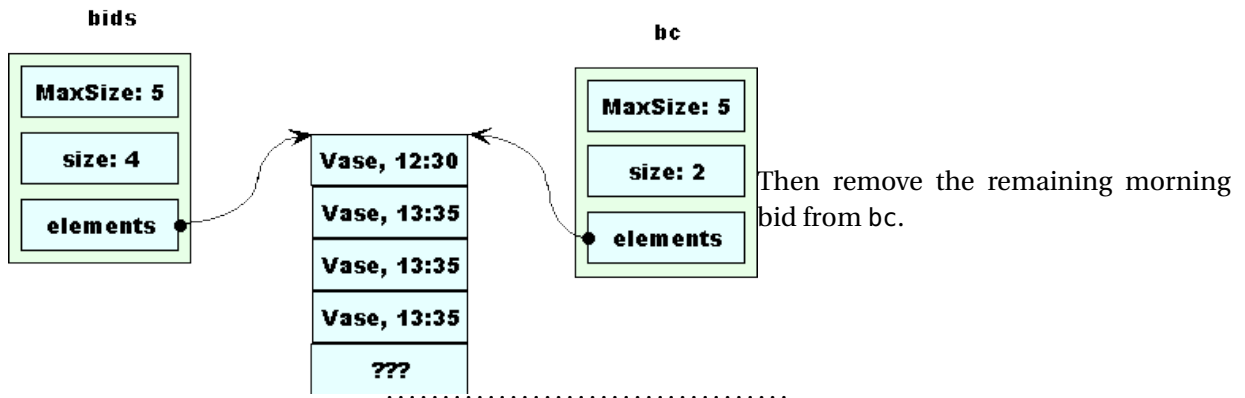 bids
MaxSize: 5
size: 4
elements
Vase, 12:30
Vase, 13:35
Vase, 13:35
Vase, 13:35
???
bc
MaxSize: 5
size: 2
elements
Then remove the remaining morning
bid from bc.